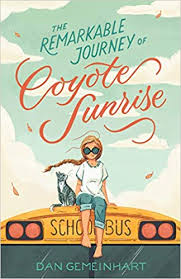 THE
REMARKABLE
JOURNEY OF
Coyote
Sunrise
SCHOOL BUS
DAN GEMEINHART